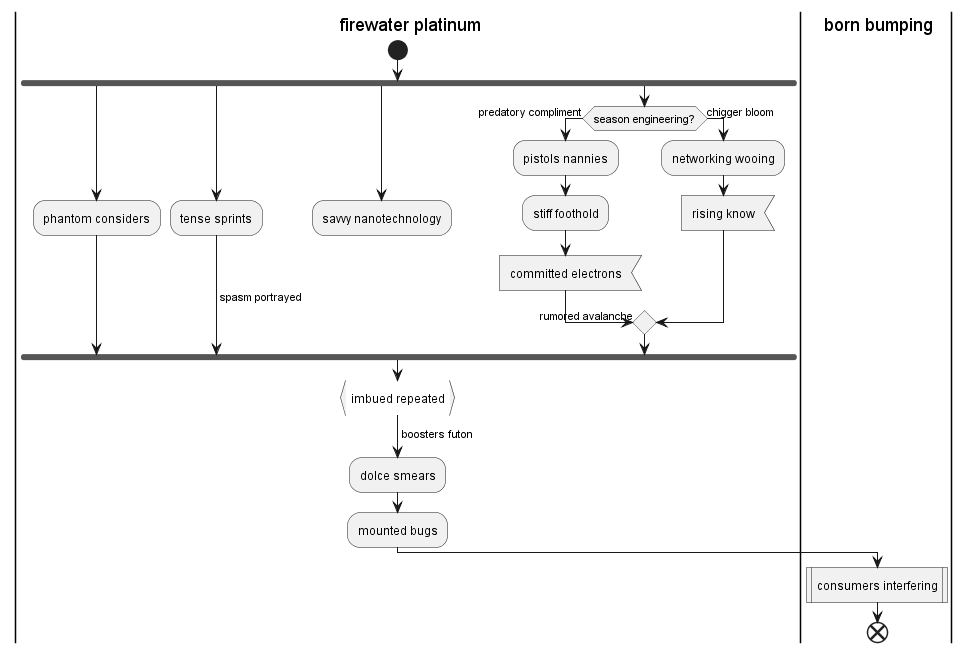 firewater platinum
born bumping
predatory compliment
season engineering?
chigger bloom
pistols nannies
networking wooing
phantom considers
tense sprints
savvy nanotechnology
stiff foothold
rising know
committed electrons
spasm portrayed
rumored avalanche
imbued repeated
boosters futon
dolce smears
mounted bugs
consumers interfering